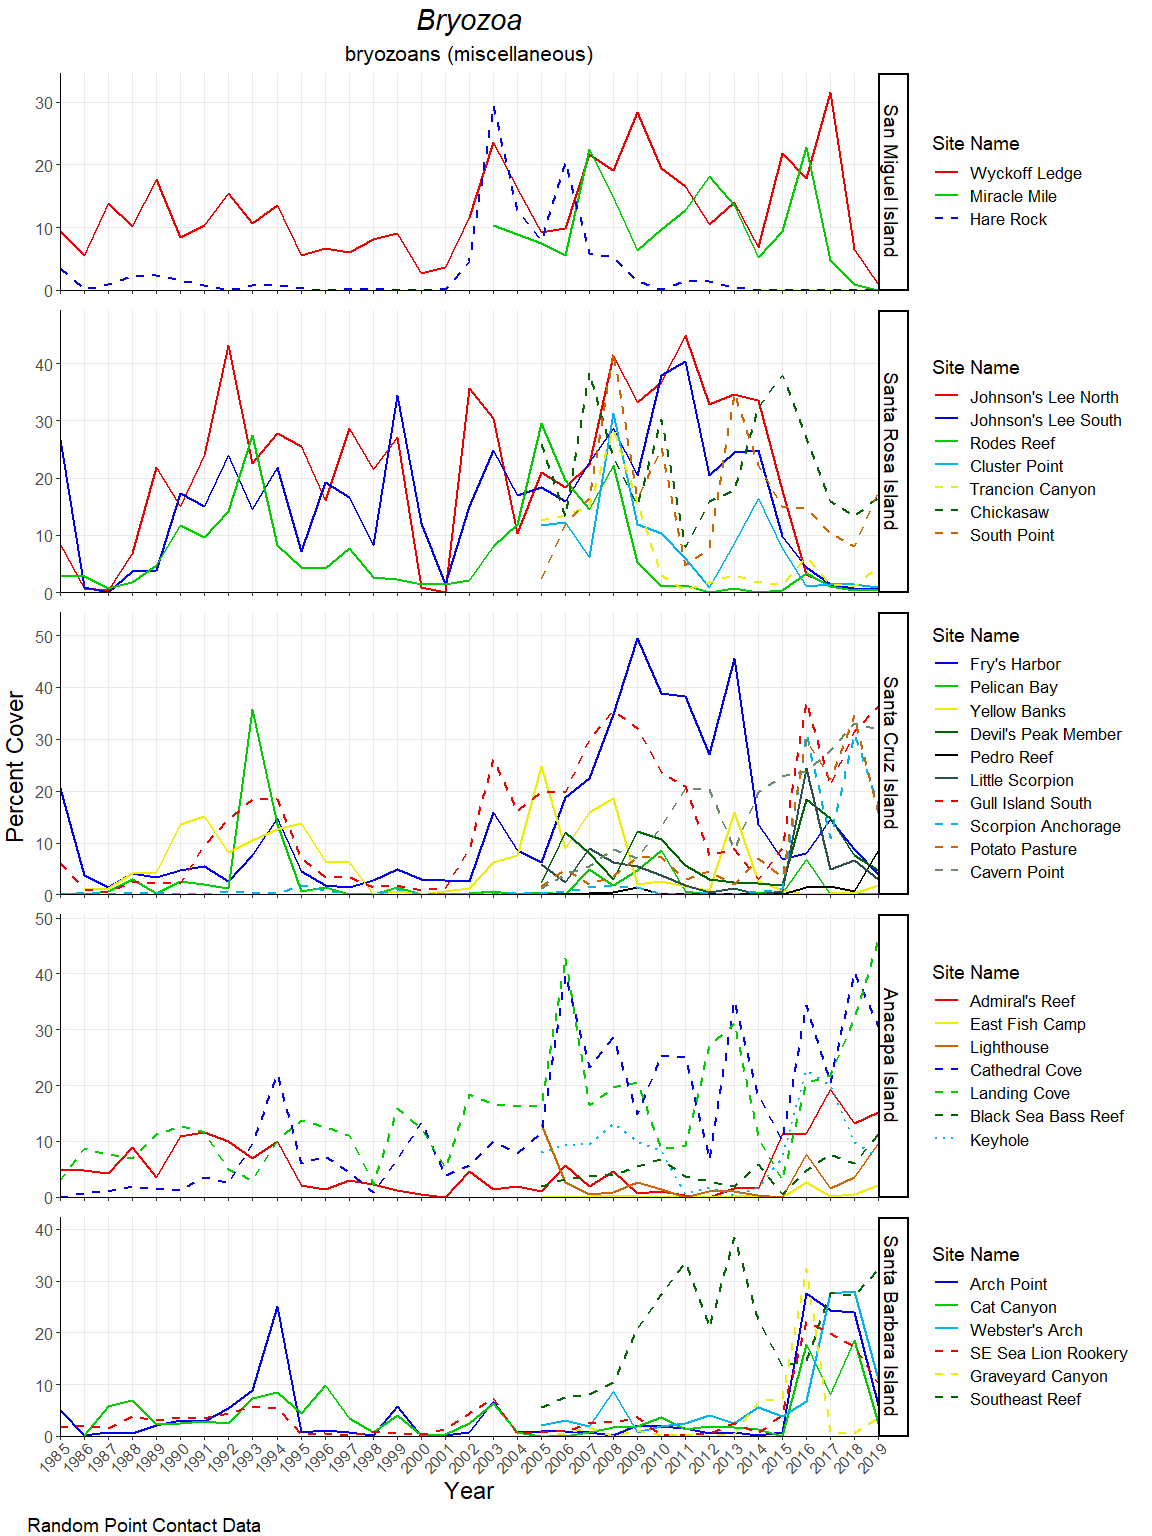 Bryozoa
bryozoans (miscellaneous)
Percent Cover
30
20
10
0
San Miguel Island
Site Name
Wyckoff Ledge
Miracle Mile
Hare Rock
40
30
20
10
0
Santa Rosa Island
Site Name
Johnson's Lee North
Johnson's Lee South
Rodes Reef
Cluster Point
Trancion Canyon
Chickasaw
South Point
50
40
30
20
10
0
Santa Cruz Island
Site Name
Fry's Harbor
Pelican Bay
Yellow Banks
Devil's Peak Member
Pedro Reef
Little Scorpion
Gull Island South
Scorpion Anchorage
Potato Pasture
Cavern Point
50
40
30
20
10
0
Anacapa Island
Site Name
Admiral's Reef
East Fish Camp
Lighthouse
Cathedral Cove
Landing Cove
Black Sea Bass Reef
Keyhole
40
30
20
10
0
Santa Barbara Island
Site Name
Arch Point
Cat Canyon
Webster's Arch
SE Sea Lion Rookery
Graveyard Canyon
Southeast Reef
1985 1986 1987 1988 1989 1990 1991 1992 1993 1994 1995 1996 1997 1998 1999 2000 2001 2002 2003 2004 2005 2006 2007 2008 2009 2010 2011 2012 2013 2014 2015 2016 2017 2018 2019
Year
Random Point Contact Data